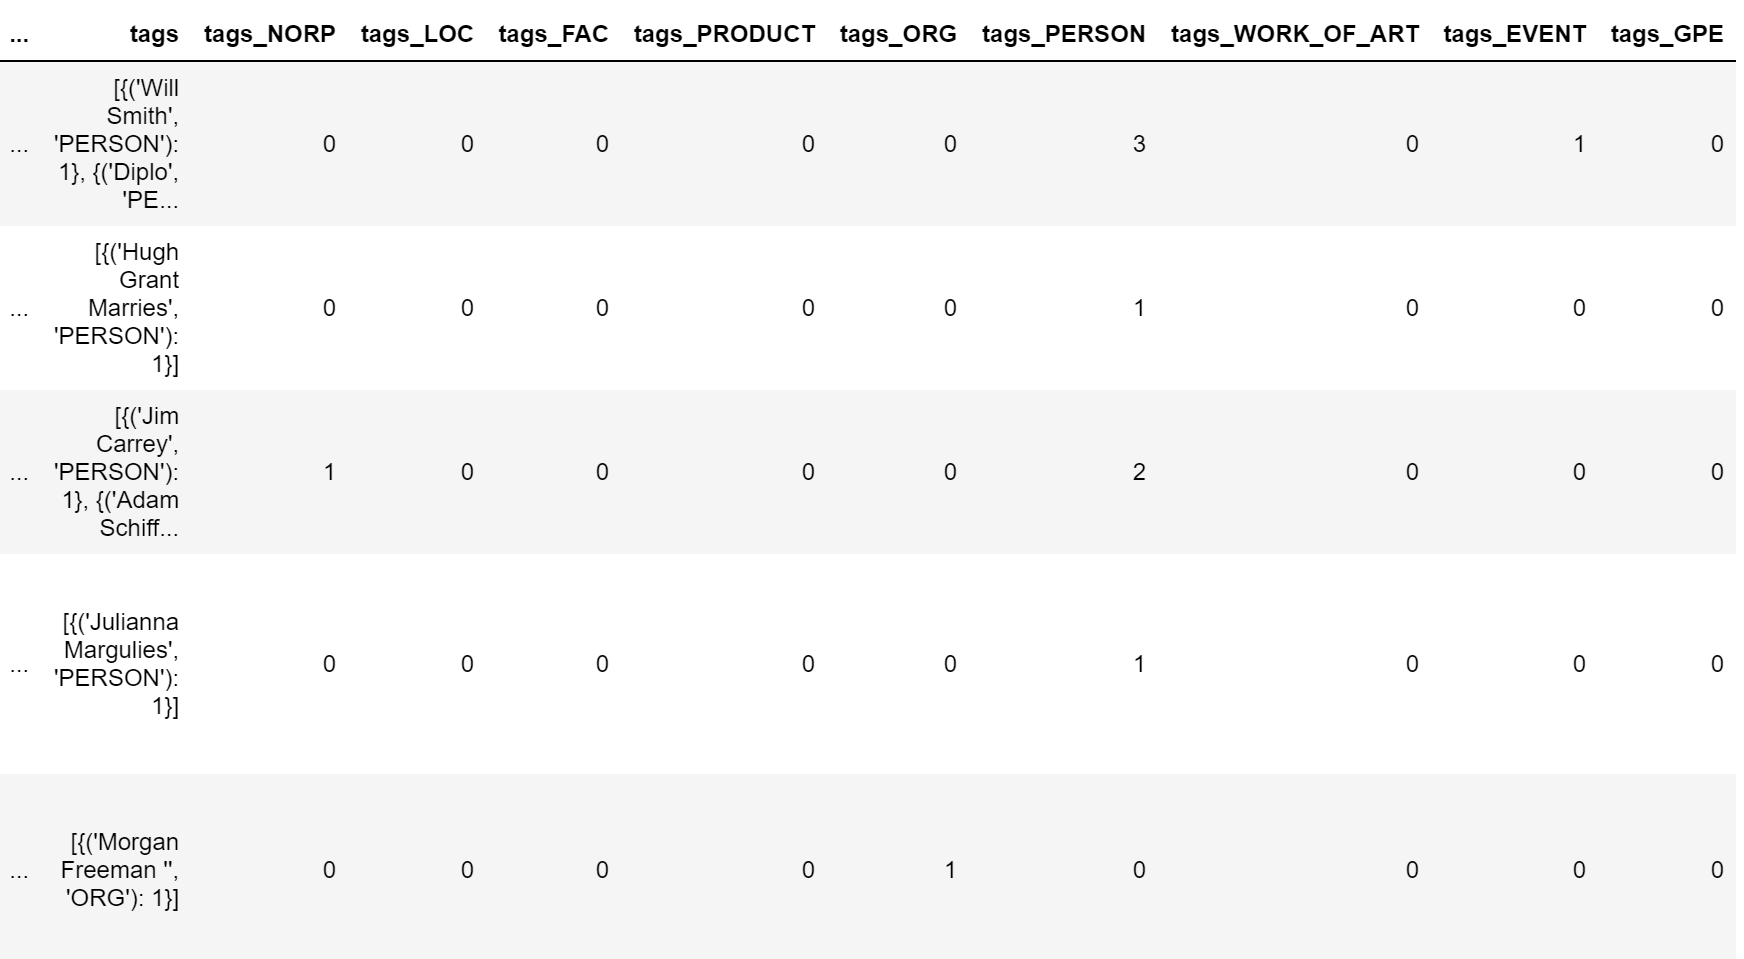 ... tags tags_NORP tags_LOC tags_FAC tags_PRODUCT tags_ORG tags_PERSON tags_WORK_OF_ART tags_EVENT tags_GPE
[{('Will
Smith',
... 'PERSON'): 0 0 0 0 0 3 0 1 0
1}, {('Diplo',
'PE...
[{('Hugh
Grant
... Marries', 0 0 0 0 0 1 0 0 0
'PERSON'):
1}]
[{('Jim
Carrey',
... 'PERSON'): 1 0 0 0 0 2 0 0 0
1}, {('Adam
Schiff...
[{('Julianna
Margulies',
... 'PERSON'): 0 0 0 0 0 1 0 0 0
1}]
[{('Morgan
... Freeman '', 0 0 0 0 1 0 0 0 0
'ORG'): 1}]